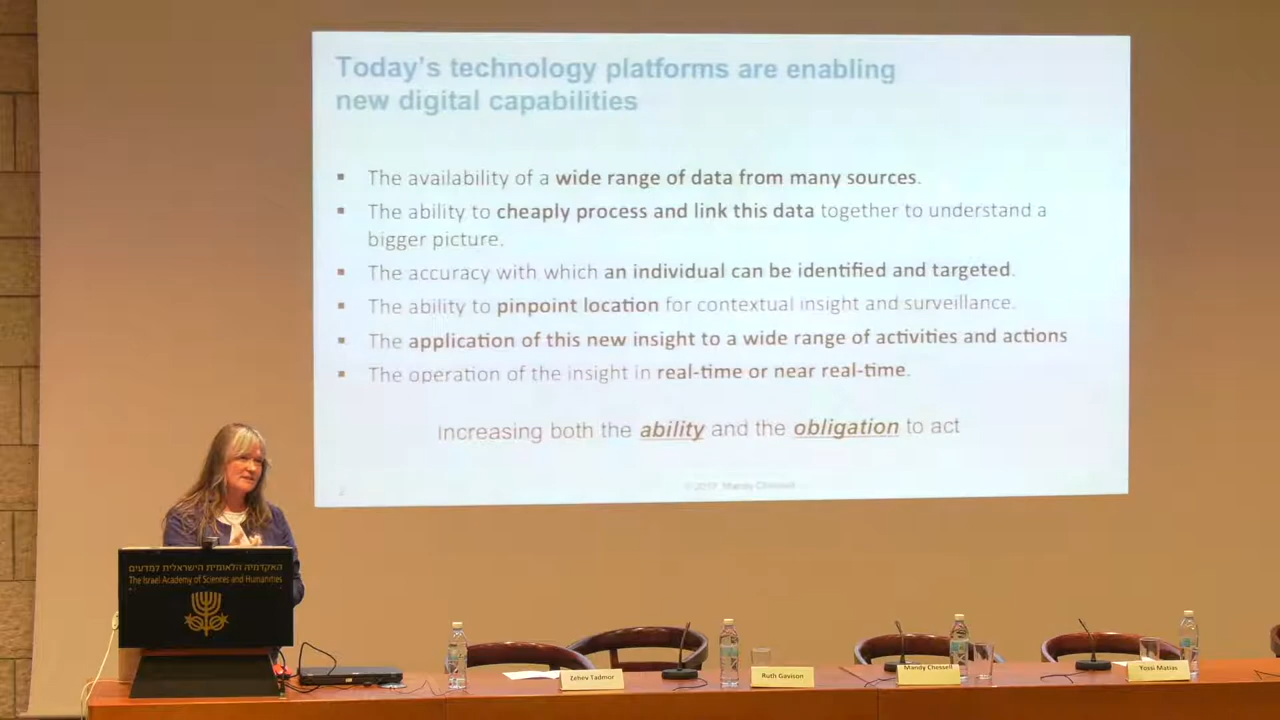 Today's technology platforms are enabling
new digital capabilities
▪ The availability of a wide range of data from many sources.
▪ The ability to cheaply process and link this data together to understand a
bigger picture.
▪ The accuracy with which an individual can be identified and targeted.
▪ The ability to pinpoint location for contextual insight and surveillance.
▪ The application of this new insight to a wide range of activities and actions
▪ The operation of the insight in real-time or near real-time.
Increasing both the ability and the obligation to act
2
© 2017 Mandy Chessell
האקדמיה הלאומית הישראלית למדעים
The Israel Academy of Sciences and Humanities
Zehev Tadmor
Ruth Gavison
Mandy Chessell
Yossi Matias